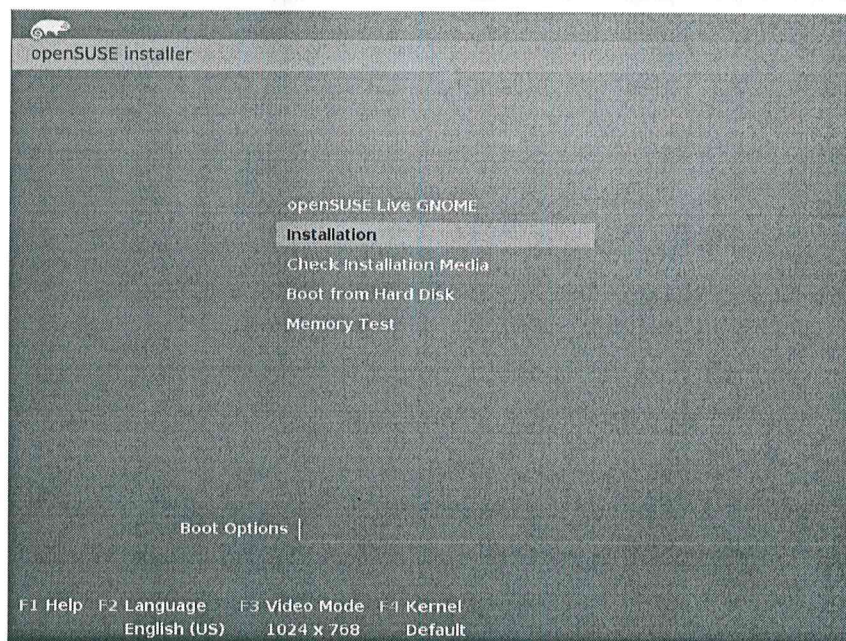 openSUSE installer
openSUSE Live GNOME
Installation
Check Installation Media
Boot from Hard Disk
Memory Test
Boot Options
F1 Help F2 Language F3 Video Mode F4 Kernel
English (US) 1024 x 768 Default